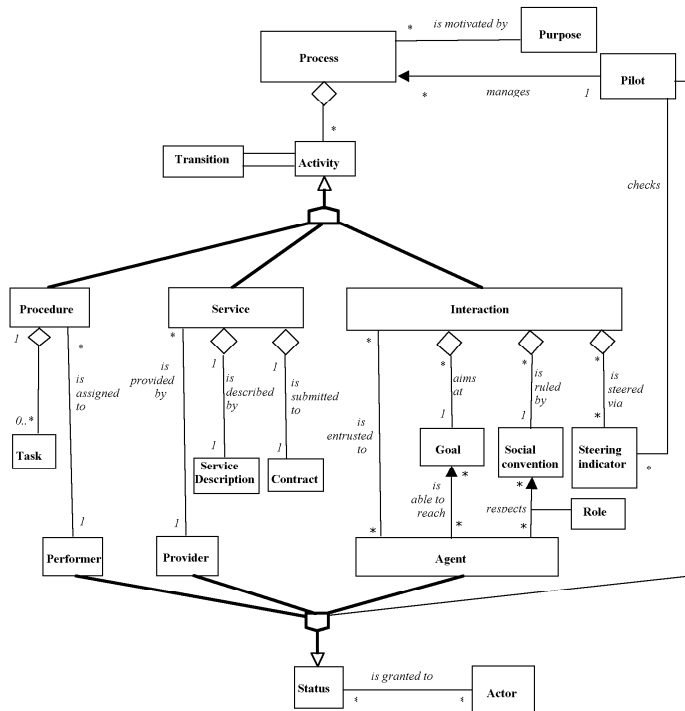 * is motivated by
Purpose
Process
Pilot
* manages 1
*
Transition
Activity
checks
Procedure
Service
Interaction
1 * * 1 1 * * * *
is assigned to
is provided by
is described by
is submitted to
is entrusted to
aims at
is ruled by
is steered via
0..* 1 1 1 1 *
Task
Service Description
Contract
Goal
Social convention
Steering indicator
*
is able to reach
* *
respects
* *
Role
1 1 *
Performer
Provider
Agent
Status
is granted to
* *
Actor